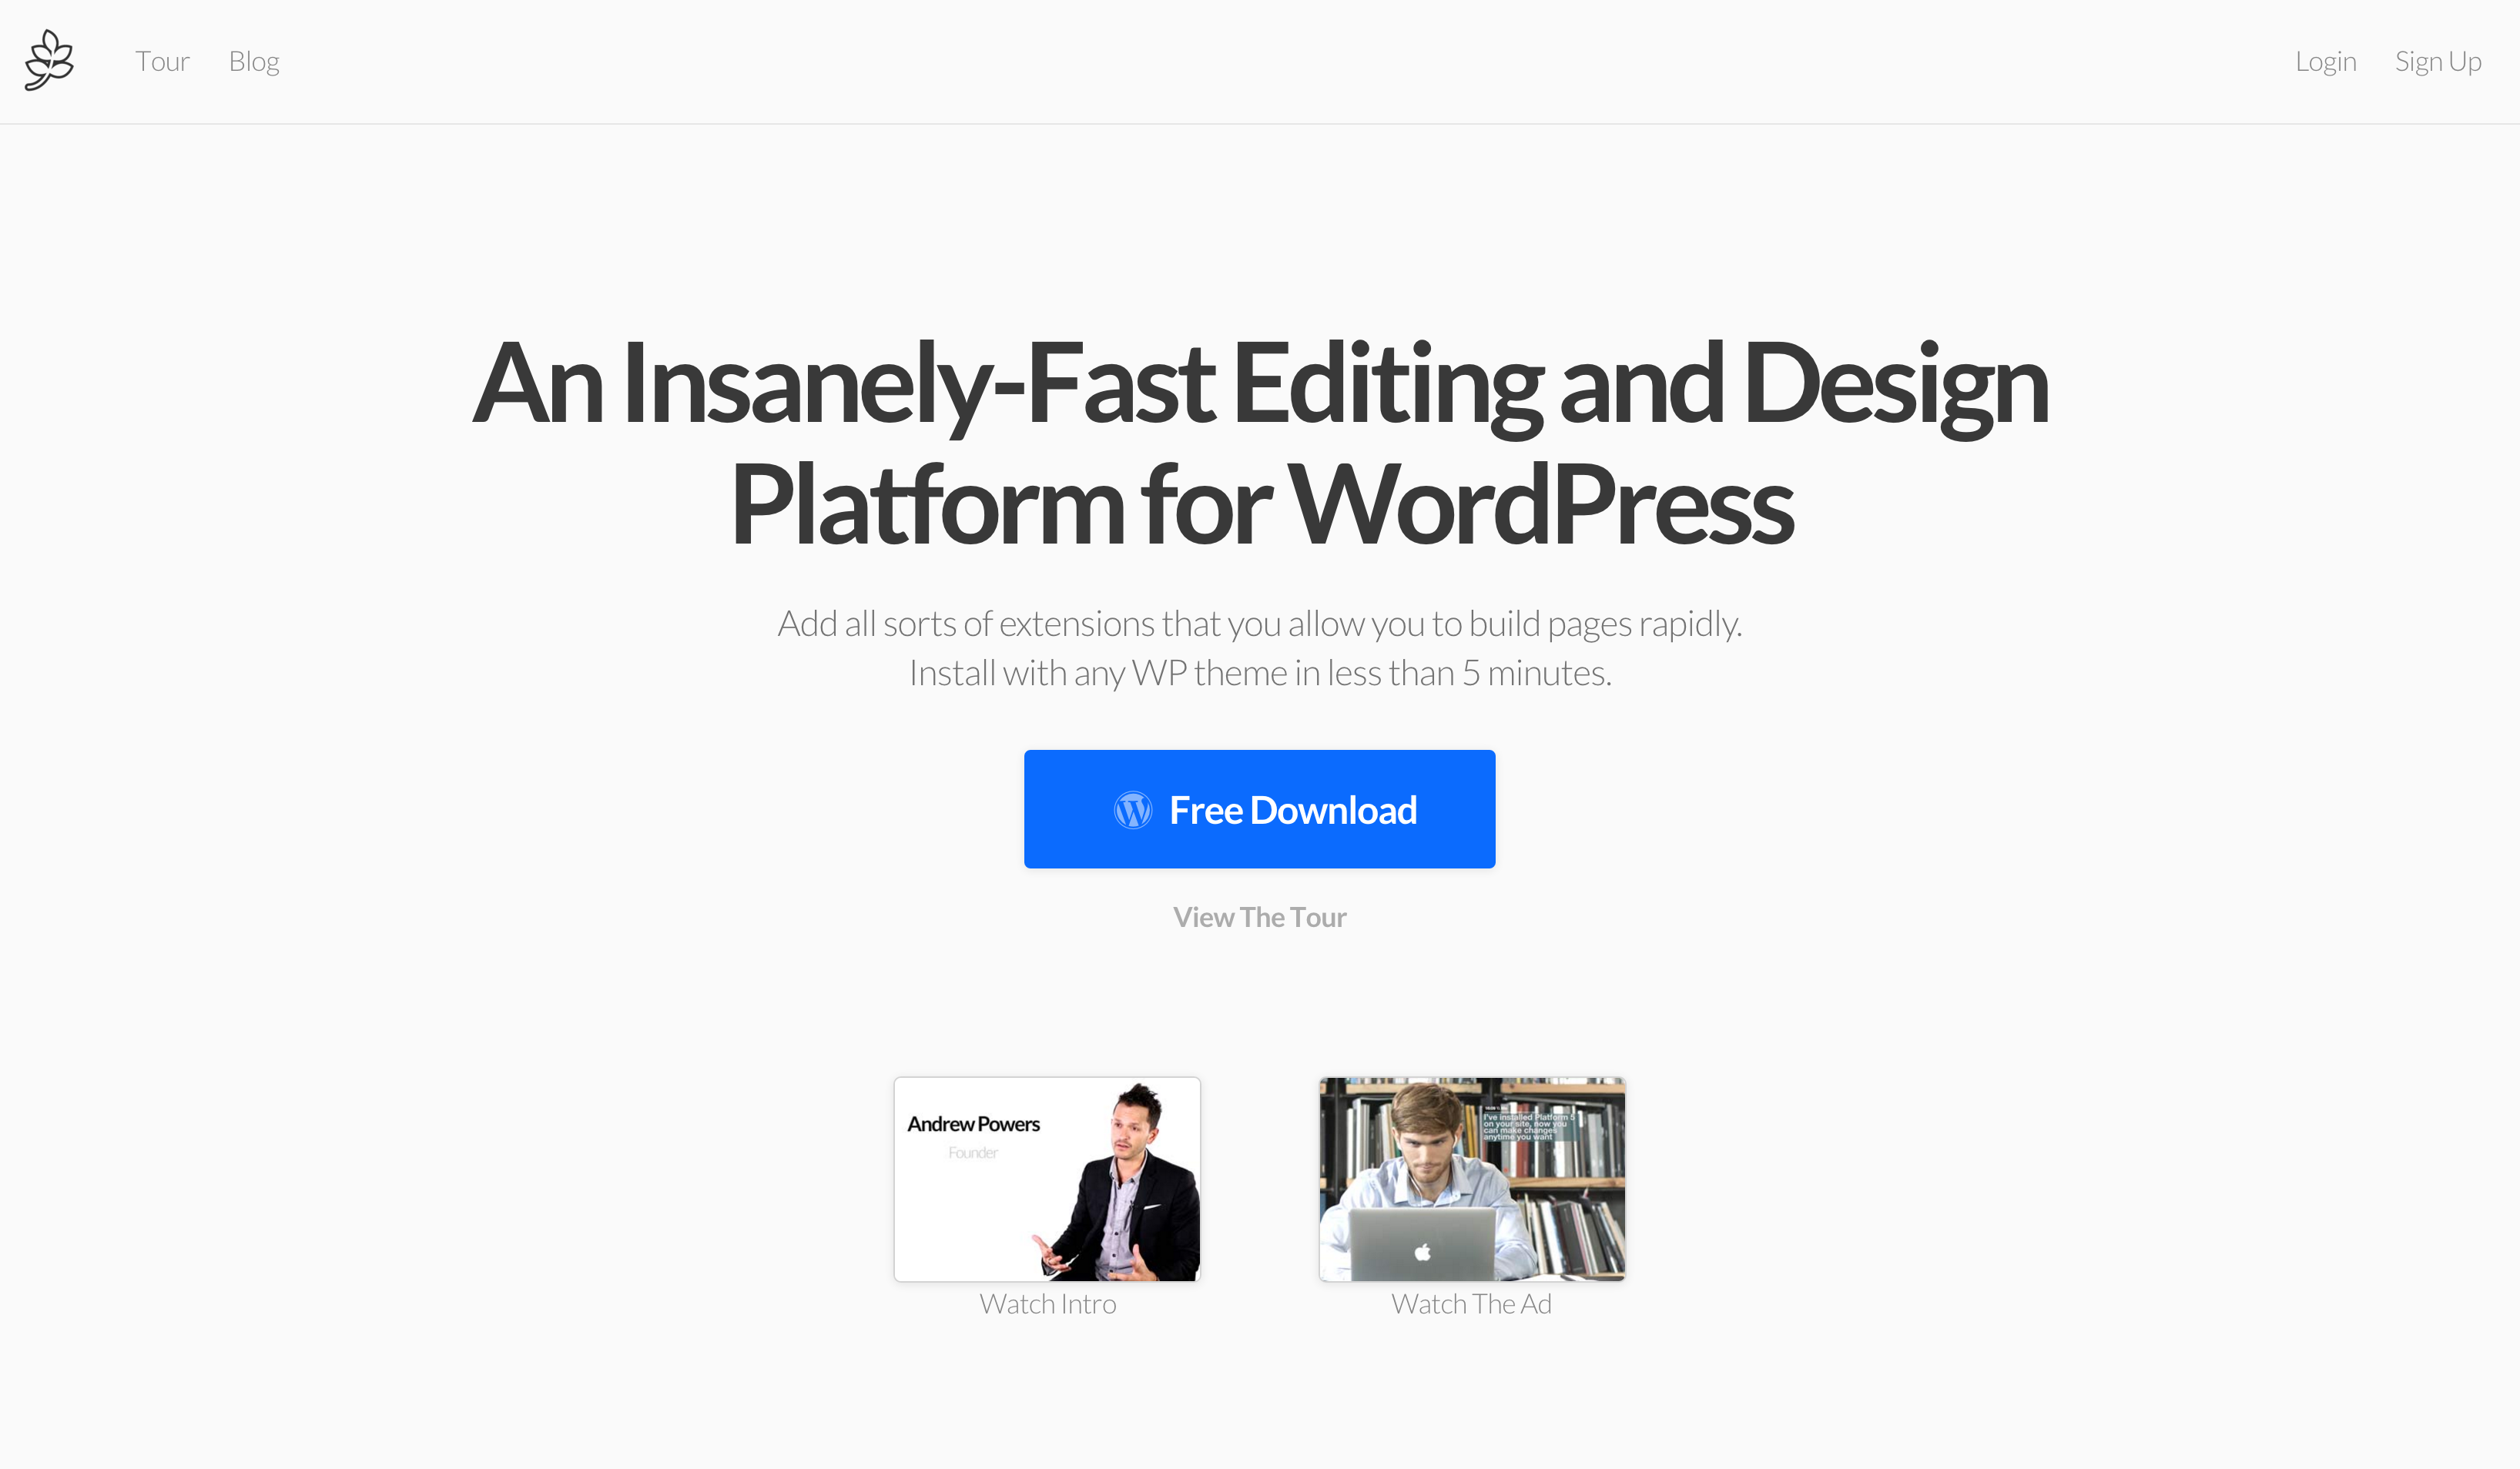 Tour
Blog
Login
Sign Up
An Insanely-Fast Editing and Design
Platform for WordPress
Add all sorts of extensions that you allow you to build pages rapidly.
Install with any WP theme in less than 5 minutes.
Free Download
View The Tour
Andrew Powers
Founder
I've installed Platform 5
on your site, now you
can make changes
anytime you want
Watch Intro
Watch The Ad